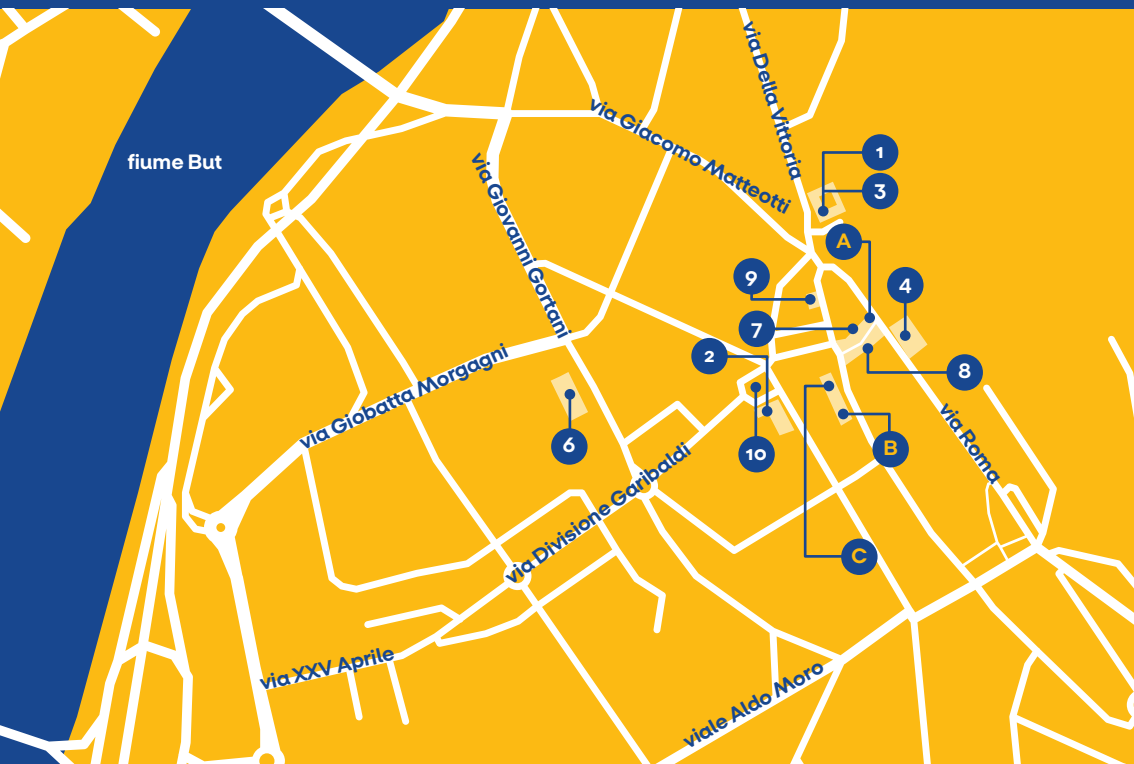 via Della Vittoria
via Giacomo Matteotti
fiume But
1
via Giovanni Gortani
3
A
9
4
7
2
8
via Giobatta Morgagni
via Roma
6
10
B
via Divisione Garibaldi
C
via XXV Aprile
viale Aldo Moro